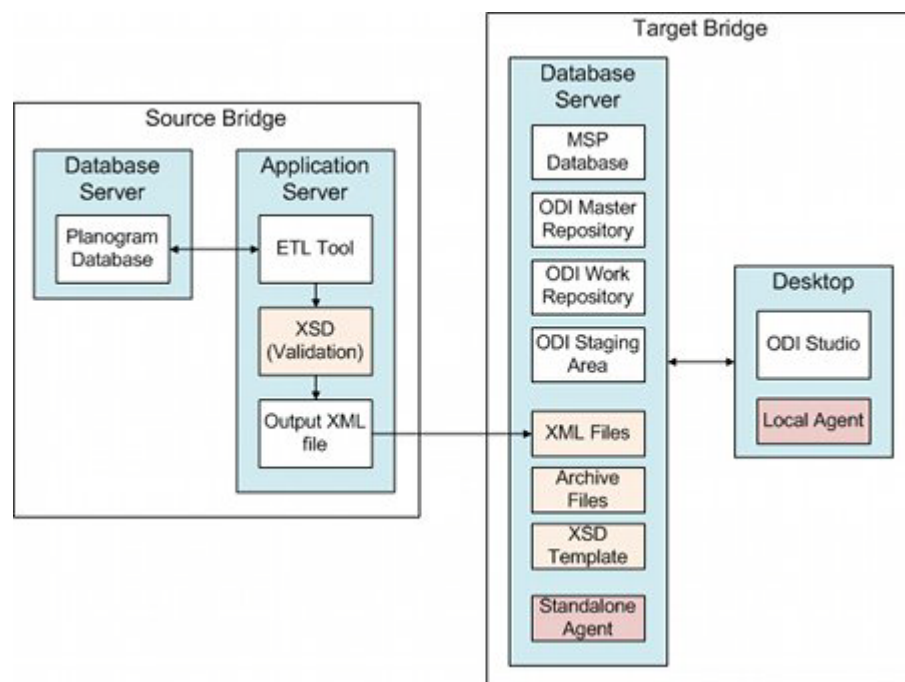 Source Bridge
Database
Server
Planogram
Database
Application
Server
ETL Tool
XSD
(Validation)
Output XML
file
Target Bridge
Database
Server
MSP
Database
ODI Master
Repository
ODI Work
Repository
ODI Staging
Area
XML Files
Archive
Files
XSD
Template
Standalone
Agent
Desktop
ODI Studio
Local Agent